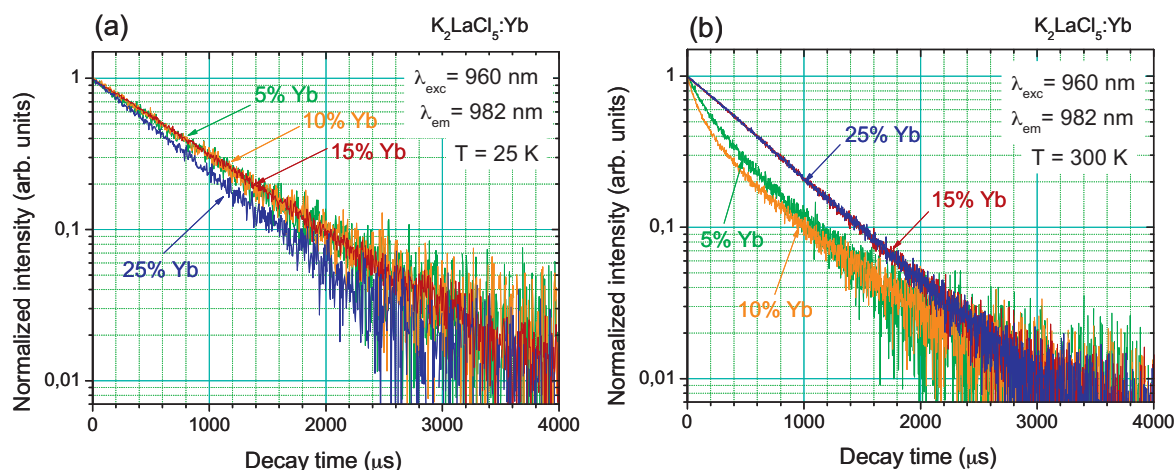 (a)
K₂LaCl₅:Yb
λexc = 960 nm
λem = 982 nm
T = 25 K
5% Yb
10% Yb
15% Yb
25% Yb
Normalized intensity (arb. units)
1
0,1
0,01
0 1000 2000 3000 4000
Decay time (μs)
(b)
K₂LaCl₅:Yb
λexc = 960 nm
λem = 982 nm
T = 300 K
25% Yb
15% Yb
5% Yb
10% Yb
Normalized intensity (arb. units)
1
0,1
0,01
0 1000 2000 3000 4000
Decay time (μs)